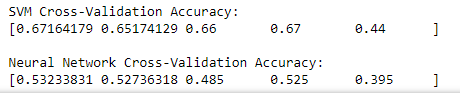 SVM Cross-Validation Accuracy:
[0.67164179 0.65174129 0.66       0.67       0.44      ]
Neural Network Cross-Validation Accuracy:
[0.53233831 0.52736318 0.485      0.525      0.395     ]